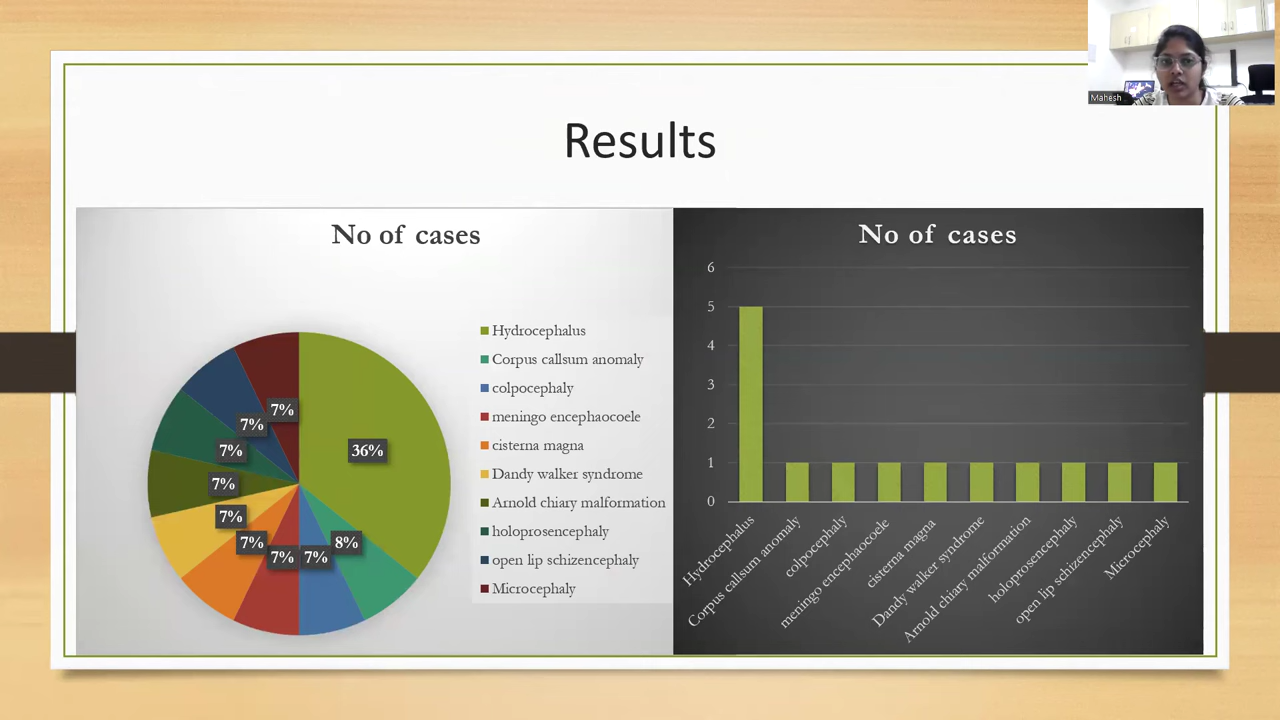 Mahesh
Results
No of cases
36%
8%
7%
7%
7%
7%
7%
7%
7%
7%
Hydrocephalus
Corpus callsum anomaly
colpocephaly
meningo encephaocoele
cisterna magna
Dandy walker syndrome
Arnold chiary malformation
holoprosencephaly
open lip schizencephaly
Microcephaly
No of cases
6
5
4
3
2
1
0
Hydrocephalus
Corpus callsum anomaly
colpocephaly
meningo encephaocoele
cisterna magna
Dandy walker syndrome
Arnold chiary malformation
holoprosencephaly
open lip schizencephaly
Microcephaly